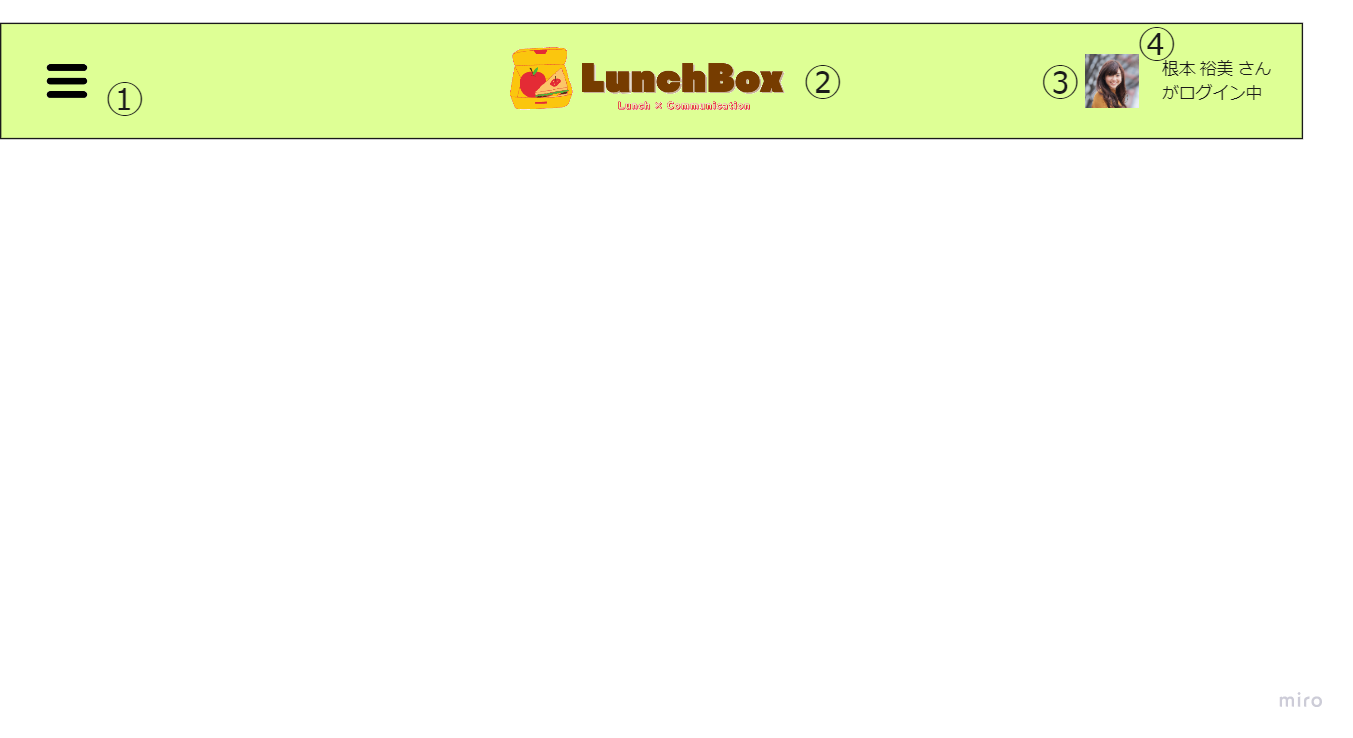 ①
LunchBox
Lunch × Communication
②
③
④
根本 裕美 さん
がログイン中
miro